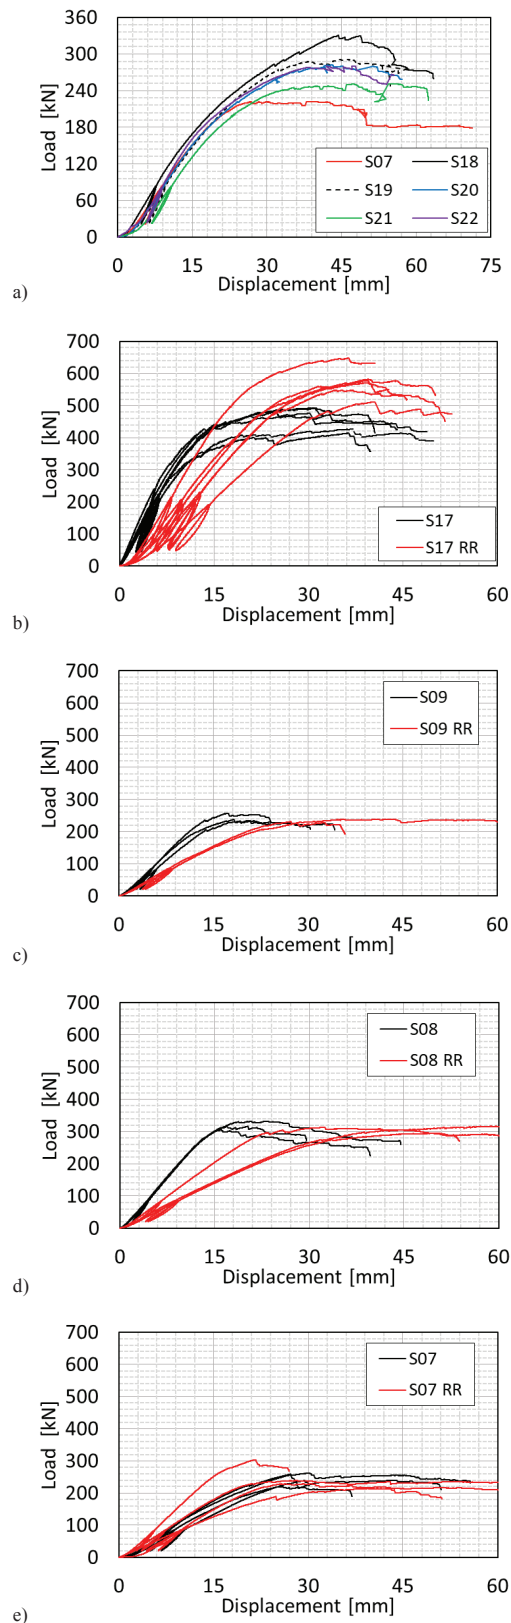 360
300
240
180
120
60
0
Load [kN]
S07 S18
S19 S20
S21 S22
0 15 30 45 60 75
Displacement [mm]
a)
700
600
500
400
300
200
100
0
Load [kN]
S17
S17 RR
0 15 30 45 60
Displacement [mm]
b)
700
600
500
400
300
200
100
0
Load [kN]
S09
S09 RR
0 15 30 45 60
Displacement [mm]
c)
700
600
500
400
300
200
100
0
Load [kN]
S08
S08 RR
0 15 30 45 60
Displacement [mm]
d)
700
600
500
400
300
200
100
0
Load [kN]
S07
S07 RR
0 15 30 45 60
Displacement [mm]
e)